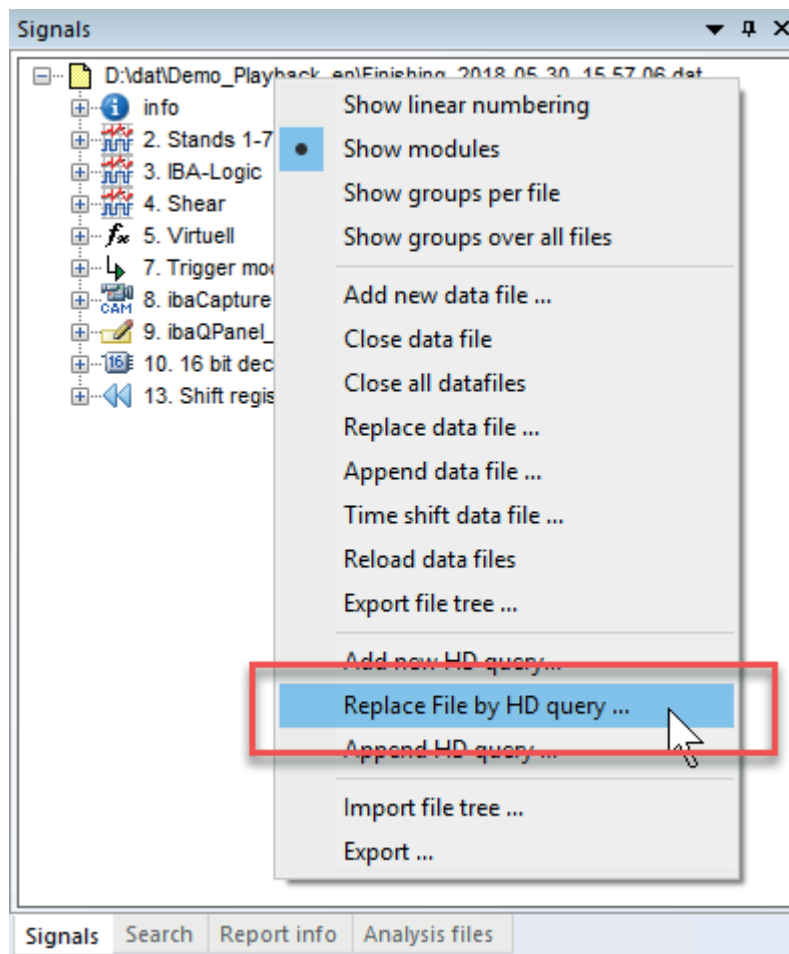 Signals
D:\dat\Demo_Playback_en\Finishing_2018_05_30_15.57.06.dat
info
2. Stands 1-7
3. IBA-Logic
4. Shear
fx 5. Virtuell
7. Trigger mod
CAM 8. ibaCapture
9. ibaQPanel_
16 10. 16 bit dec
13. Shift regis
Show linear numbering
Show modules
Show groups per file
Show groups over all files
Add new data file ...
Close data file
Close all datafiles
Replace data file ...
Append data file ...
Time shift data file ...
Reload data files
Export file tree ...
Add new HD query...
Replace File by HD query ...
Append HD query ...
Import file tree ...
Export ...
Signals Search Report info Analysis files